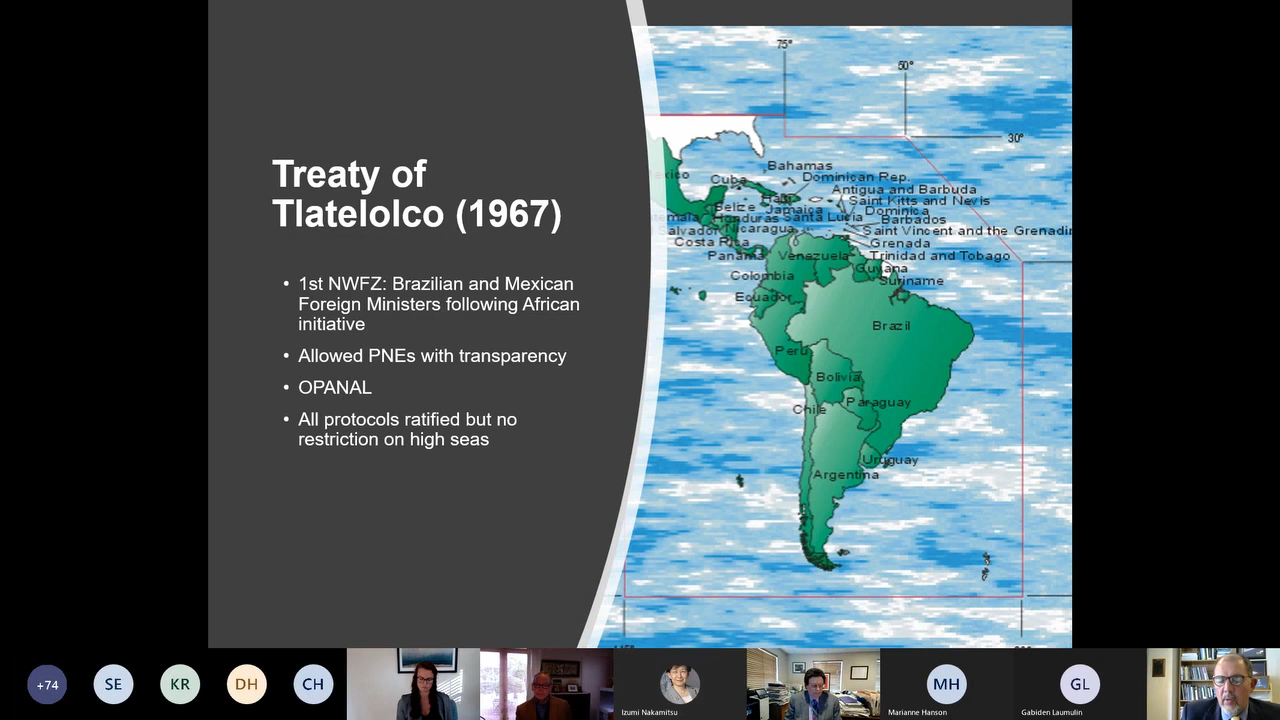 Treaty of
Tlatelolco (1967)
• 1st NWFZ: Brazilian and Mexican
Foreign Ministers following African
initiative
• Allowed PNEs with transparency
• OPANAL
• All protocols ratified but no
restriction on high seas
75°
50°
30°
Bahamas
Cuba
Dominican Rep.
Antigua and Barbuda
Saint Kitts and Nevis
Belize
Jamaica
Santa Lucia
Dominica
Honduras
Barbados
Nicaragua
Saint Vincent and the Grenadin
Salvador
Costa Rica
Grenada
Panama
Venezuela
Trinidad and Tobago
Guyana
Colombia
Suriname
Ecuador
Brazil
Peru
Bolivia
Paraguay
Chile
Uruguay
Argentina
+74
SE
KR
DH
CH
Izumi Nakamitsu
MH
Marianne Hanson
GL
Gabiden Laumulin